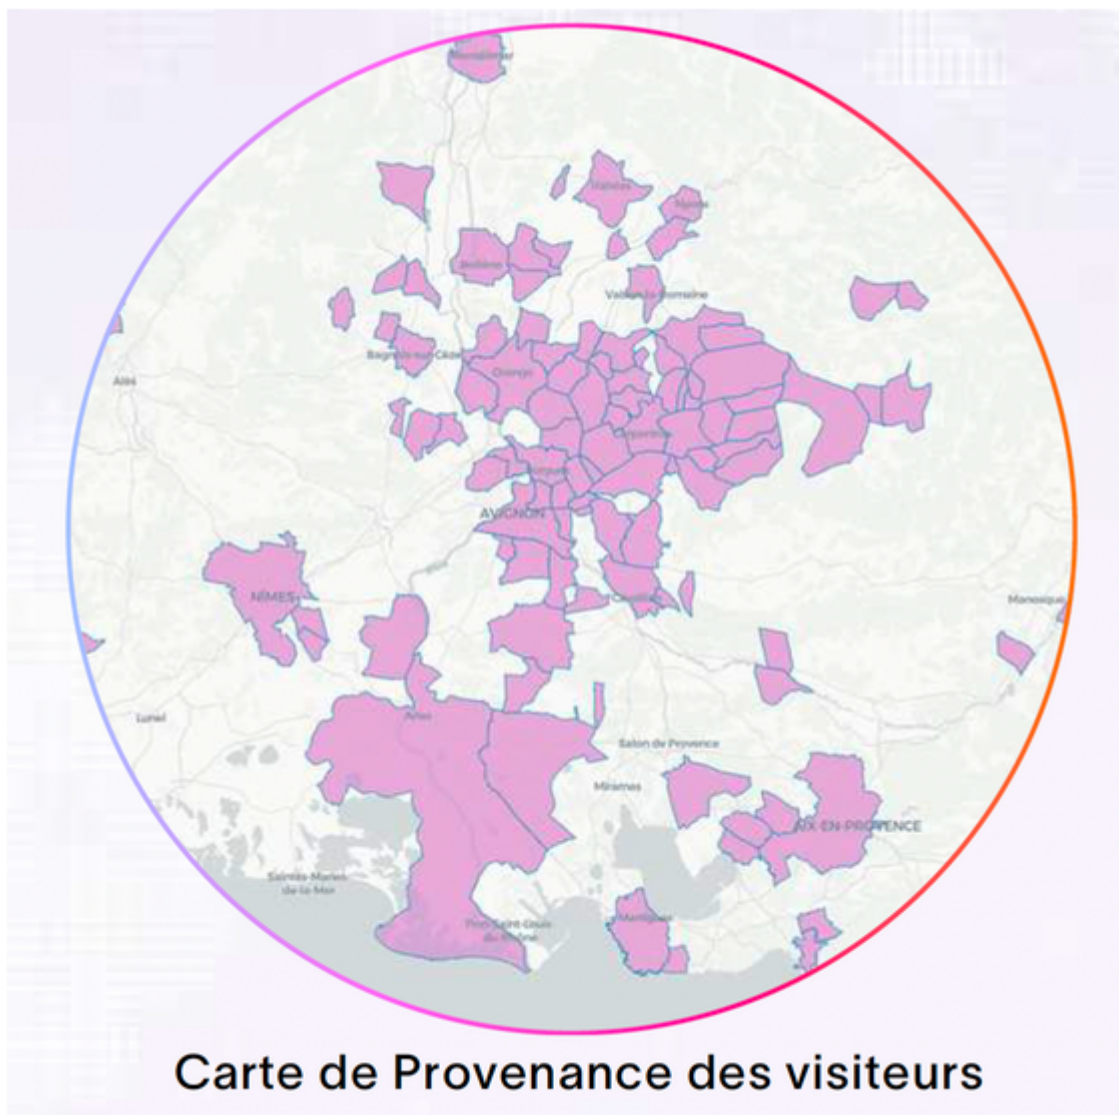 Montélimar
Valréas
Nyons
Bollène
Vaison-la-Romaine
Bagnols-sur-Cèze
Orange
Alès
Carpentras
AVIGNON
NÎMES
Cavaillon
Manosque
Arles
Lunel
Salon de Provence
Miramas
AIX-EN-PROVENCE
Saintes-Maries-
de-la-Mer
Martigues
Port-Saint-Louis-
du-Rhône
Carte de Provenance des visiteurs